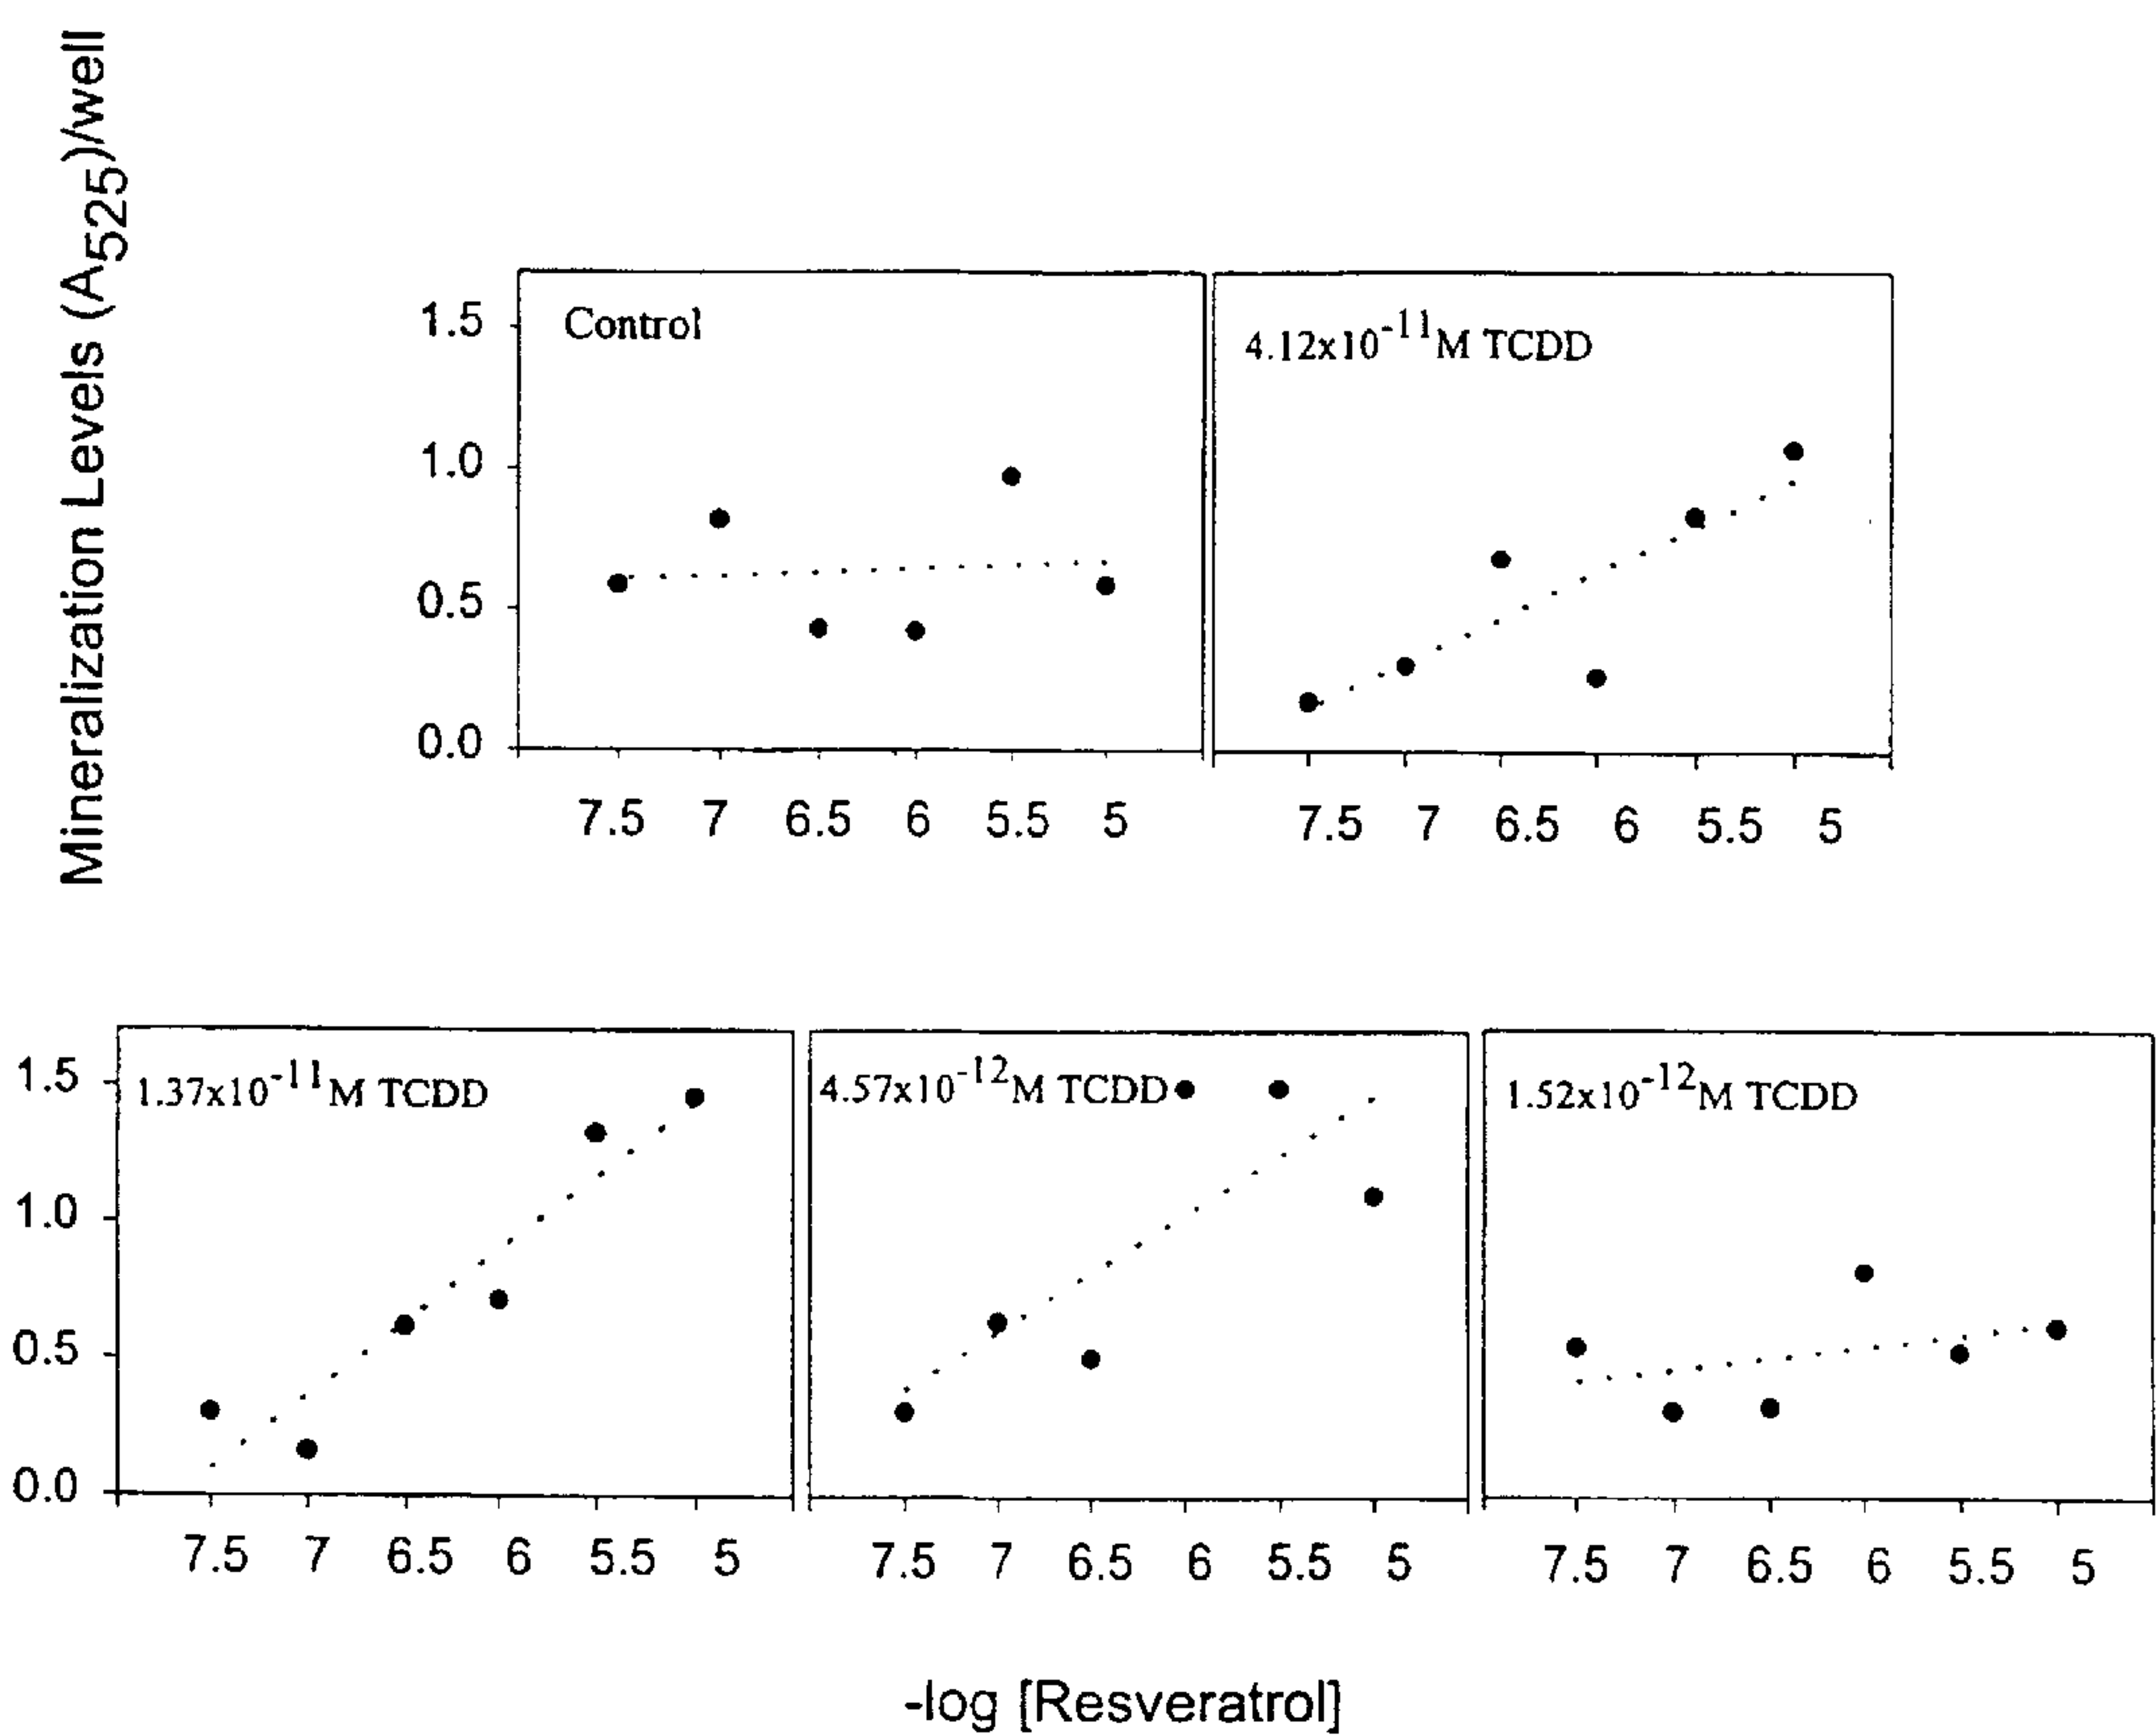 Mineralization Levels (A525)/well
Control
4.12x10-11M TCDD
1.5
1.0
0.5
0.0
7.5 7 6.5 6 5.5 5
7.5 7 6.5 6 5.5 5
1.37x10-11M TCDD
4.57x10-12M TCDD
1.52x10-12M TCDD
1.5
1.0
0.5
0.0
7.5 7 6.5 6 5.5 5
7.5 7 6.5 6 5.5 5
7.5 7 6.5 6 5.5 5
-log [Resveratrol]